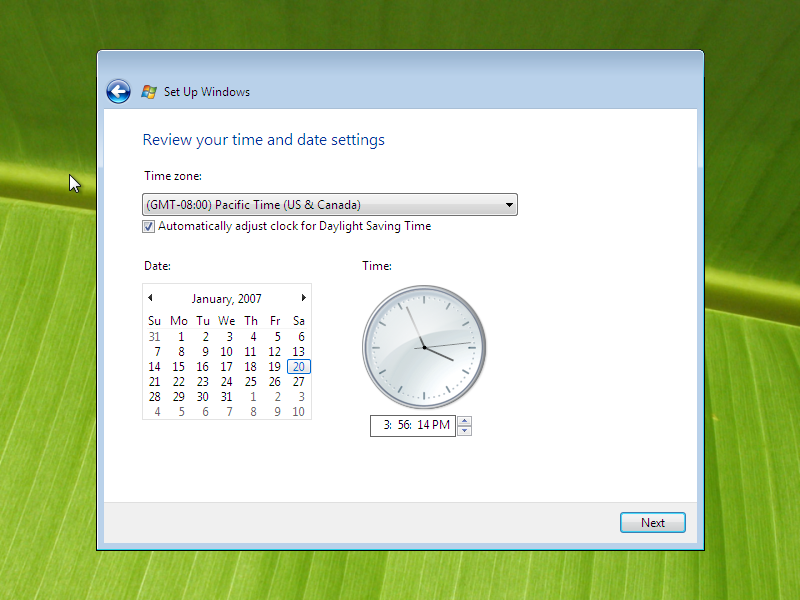 Set Up Windows
Review your time and date settings
Time zone:
(GMT-08:00) Pacific Time (US & Canada)
Automatically adjust clock for Daylight Saving Time
Date:
Time:
January, 2007
Su Mo Tu We Th Fr Sa
31 1 2 3 4 5 6
7 8 9 10 11 12 13
14 15 16 17 18 19 20
21 22 23 24 25 26 27
28 29 30 31 1 2 3
4 5 6 7 8 9 10
3: 56: 14 PM
Next